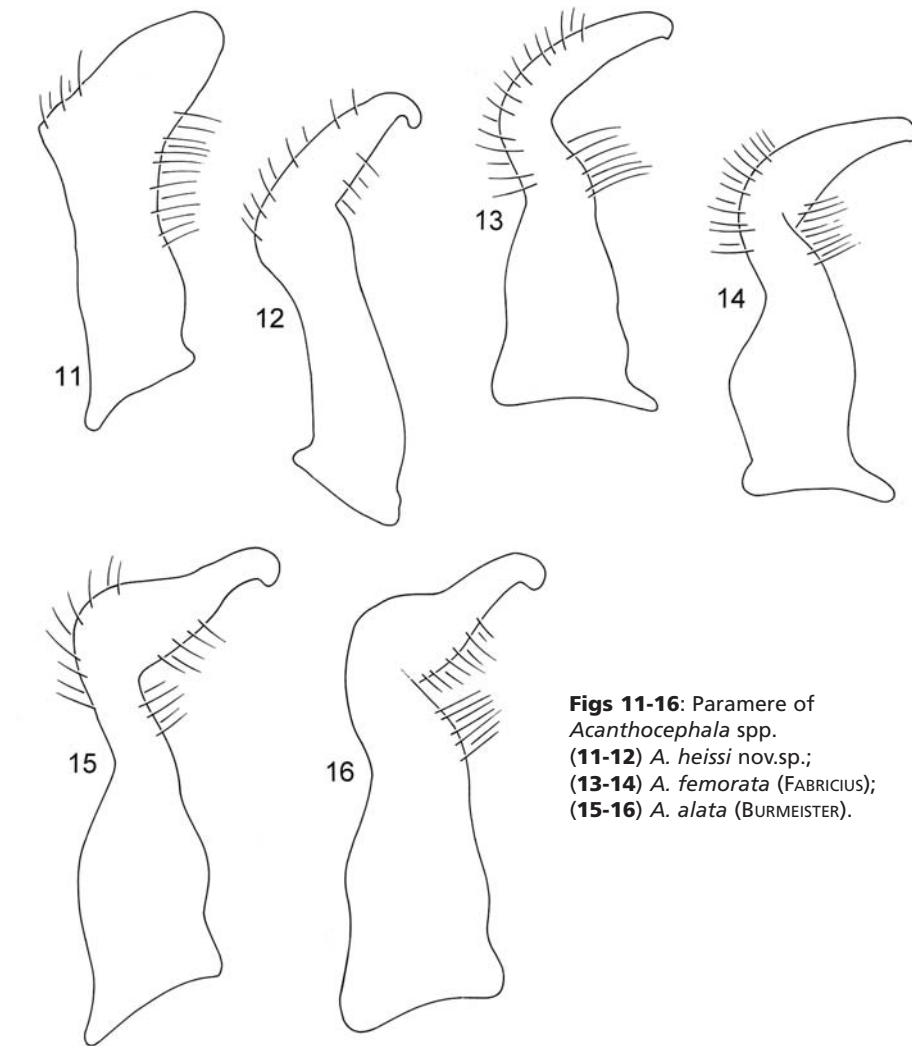 11
12
13
14
15
16
Figs 11-16: Paramere of
Acanthocephala spp.
(11-12) A. heissi nov.sp.;
(13-14) A. femorata (FABRICIUS);
(15-16) A. alata (BURMEISTER).